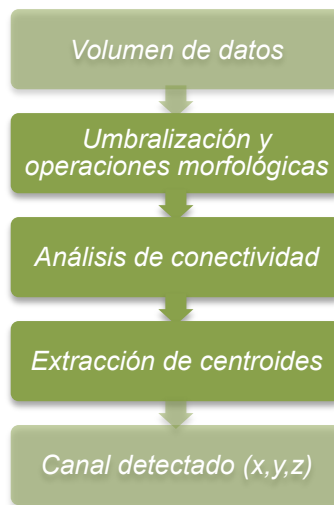 Volumen de datos
Umbralización y
operaciones morfológicas
Análisis de conectividad
Extracción de centroides
Canal detectado (x,y,z)